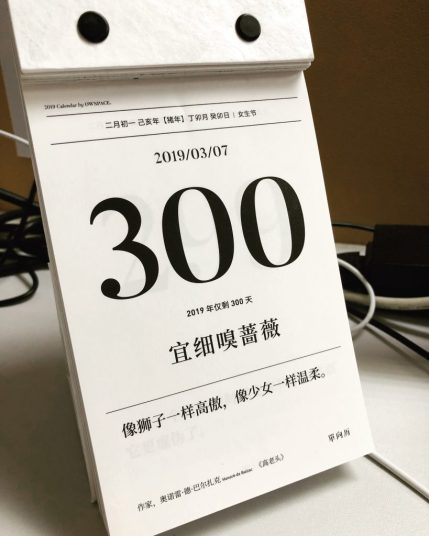 2019 Calendar by OWSPACE
二月初一 己亥年【猪年】丁卯月 癸卯日 | 女生节
2019/03/07
300
2019 年仅剩 300 天
宜细嗅蔷薇
像狮子一样高傲，像少女一样温柔。
单向历
作家，奥诺雷·德·巴尔扎克 Honoré de Balzac 《高老头》